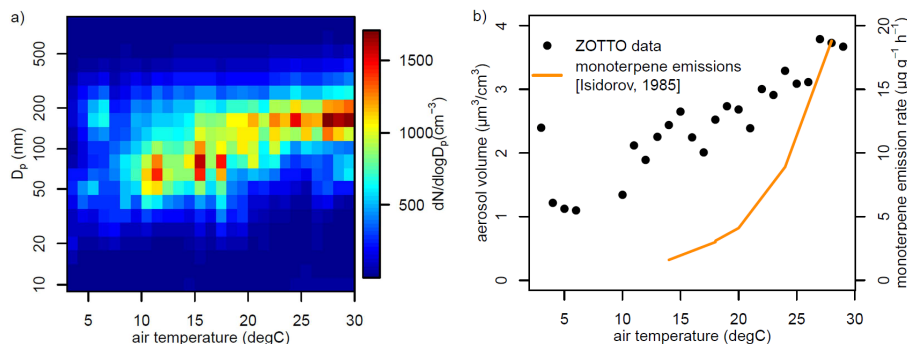 a)
500
200
100
50
20
10
Dp (nm)
5
10
15
20
25
30
air temperature (degC)
1500
1000
500
dN/dlogDp(cm⁻³)
b)
ZOTTO data
monoterpene emissions
[Isidorov, 1985]
4
3
2
1
0
aerosol volume (μm³/cm³)
5
10
15
20
25
30
air temperature (degC)
20
15
10
5
0
monoterpene emission rate (μg g⁻¹ h⁻¹)